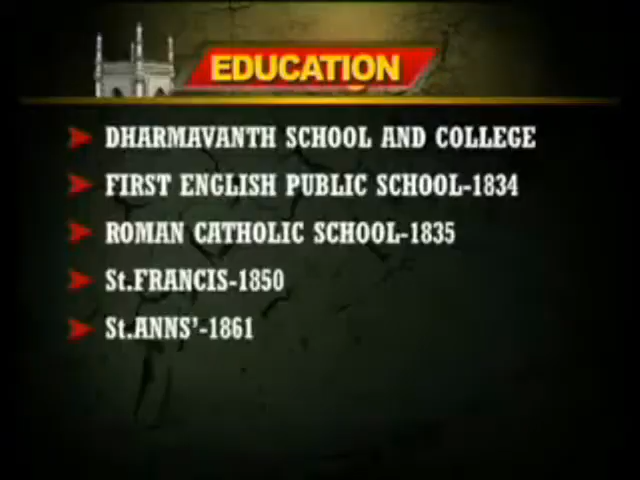 EDUCATION
DHARMAVANTH SCHOOL AND COLLEGE
FIRST ENGLISH PUBLIC SCHOOL-1834
ROMAN CATHOLIC SCHOOL-1835
St.FRANCIS-1850
St.ANNS'-1861